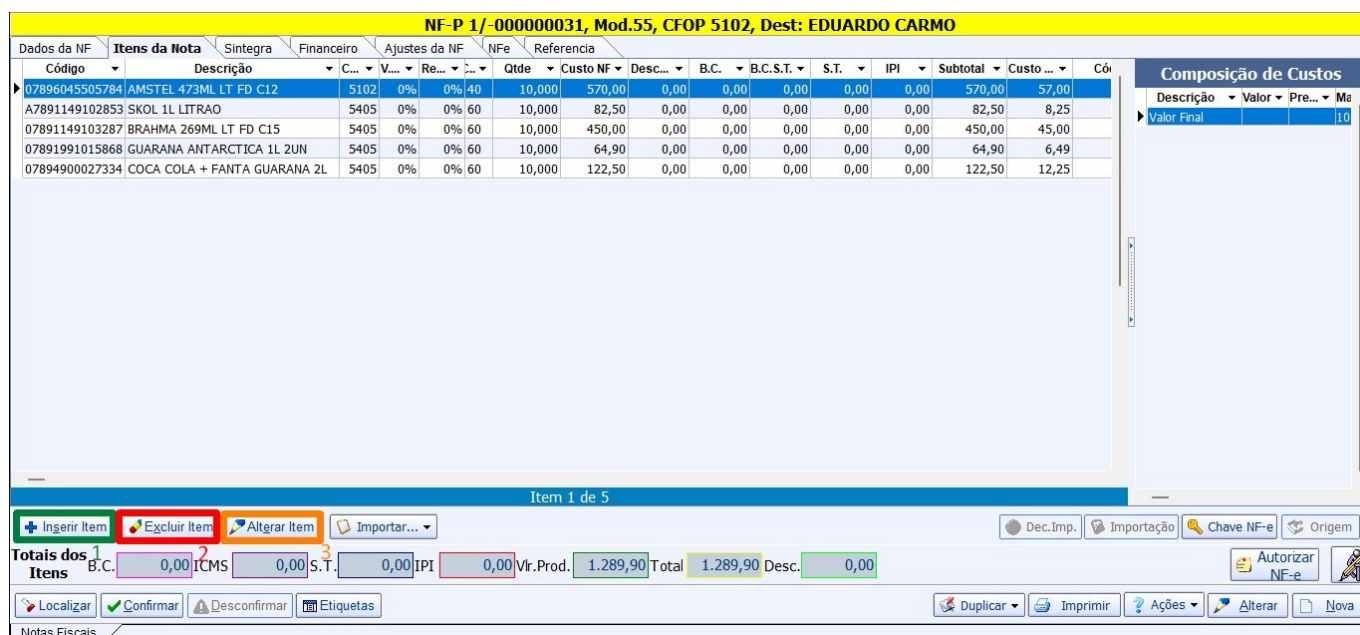 NF-P 1/-000000031, Mod.55, CFOP 5102, Dest: EDUARDO CARMO
Dados da NF Itens da Nota Sintegra Financeiro Ajustes da NF NFe Referencia
Código Descrição C... V.... Re... C.. Qtde Custo NF Desc... B.C. B.C.S.T. S.T. IPI Subtotal Custo ... Cód
07896045505784 AMSTEL 473ML LT FD C12 5102 0% 0% 40 10,000 570,00 0,00 0,00 0,00 0,00 0,00 570,00 57,00
A7891149102853 SKOL 1L LITRAO 5405 0% 0% 60 10,000 82,50 0,00 0,00 0,00 0,00 0,00 82,50 8,25
07891149103287 BRAHMA 269ML LT FD C15 5405 0% 0% 60 10,000 450,00 0,00 0,00 0,00 0,00 0,00 450,00 45,00
07891991015868 GUARANA ANTARCTICA 1L 2UN 5405 0% 0% 60 10,000 64,90 0,00 0,00 0,00 0,00 0,00 64,90 6,49
07894900027334 COCA COLA + FANTA GUARANA 2L 5405 0% 0% 60 10,000 122,50 0,00 0,00 0,00 0,00 0,00 122,50 12,25
Composição de Custos
Descrição Valor Pre... Ma
Valor Final 10
Item 1 de 5
Inserir Item Excluir Item Alterar Item Importar... Dec.Imp. Importação Chave NF-e Origem
1 2 3
Totais dos Itens B.C. 0,00 ICMS 0,00 S.T. 0,00 IPI 0,00 Vlr.Prod. 1.289,90 Total 1.289,90 Desc. 0,00 Autorizar NF-e
Localizar Confirmar Desconfirmar Etiquetas Duplicar Imprimir Ações Alterar Nova
Notas Fiscais